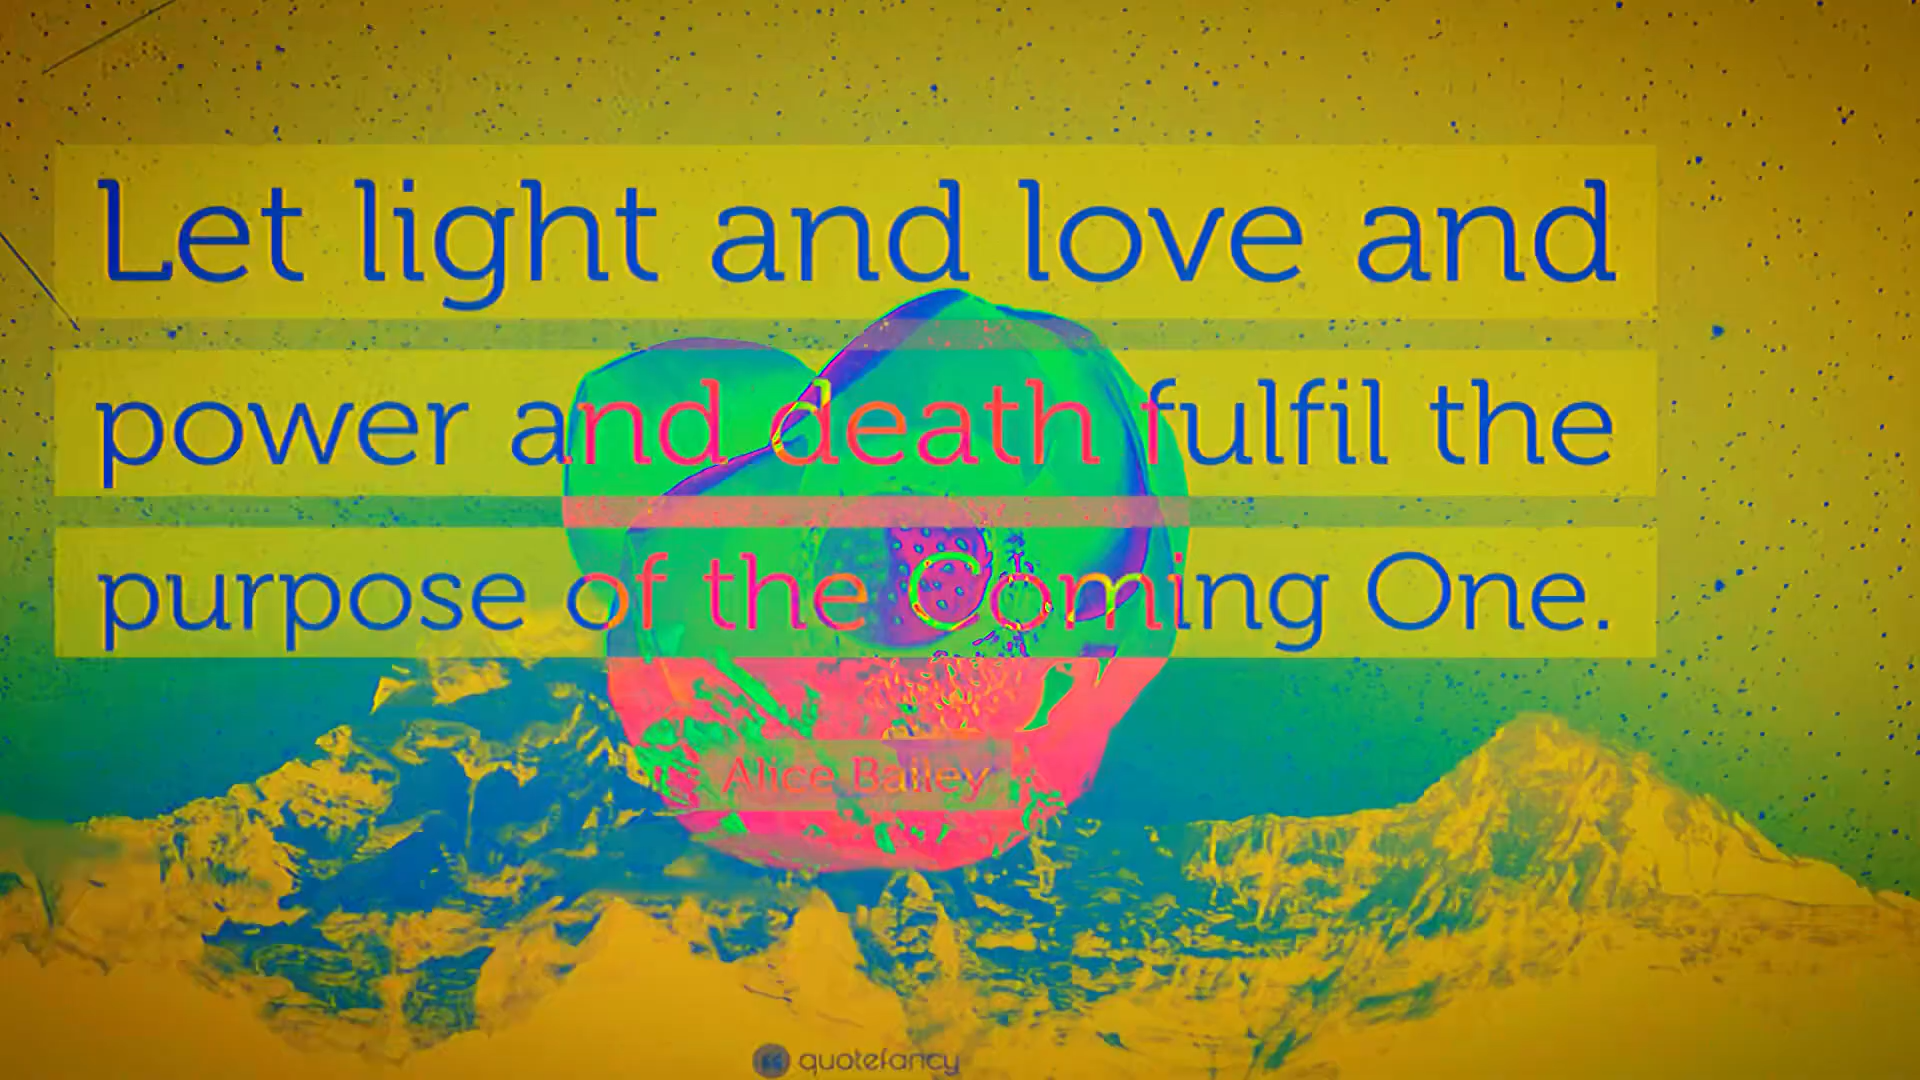 Let light and love and
power and death fulfil the
purpose of the Coming One.
Alice Bailey
quotefancy